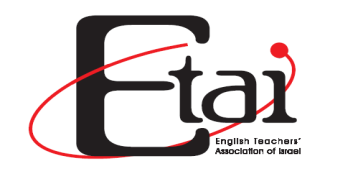 Etai
English Teachers'
Association of Israel